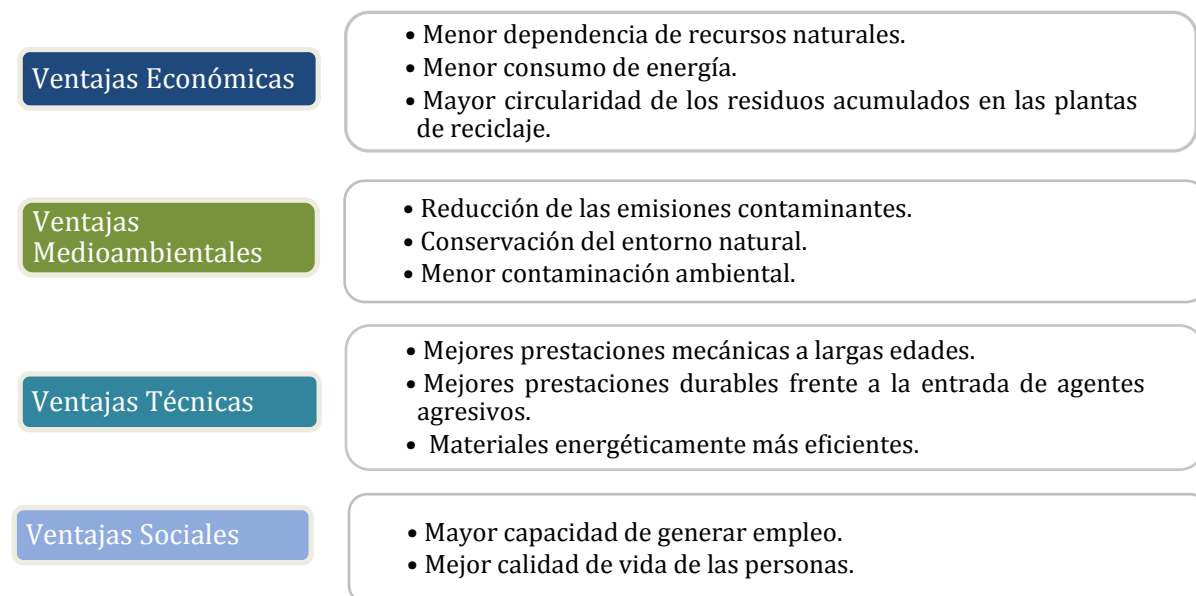 Ventajas Económicas
• Menor dependencia de recursos naturales.
• Menor consumo de energía.
• Mayor circularidad de los residuos acumulados en las plantas
de reciclaje.
Ventajas
Medioambientales
• Reducción de las emisiones contaminantes.
• Conservación del entorno natural.
• Menor contaminación ambiental.
Ventajas Técnicas
• Mejores prestaciones mecánicas a largas edades.
• Mejores prestaciones durables frente a la entrada de agentes
agresivos.
• Materiales energéticamente más eficientes.
Ventajas Sociales
• Mayor capacidad de generar empleo.
• Mejor calidad de vida de las personas.